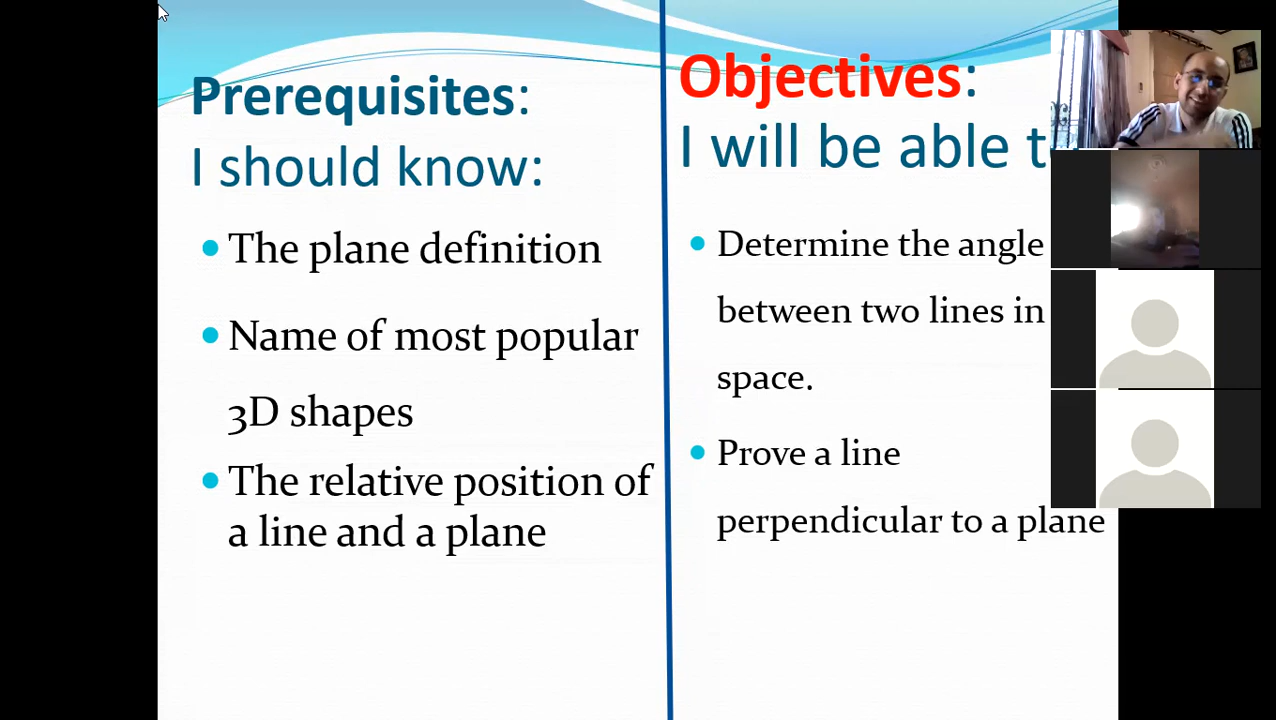 Prerequisites:
I should know:
The plane definition
Name of most popular
3D shapes
The relative position of
a line and a plane
Objectives:
I will be able
Determine the angle
between two lines in
space.
Prove a line
perpendicular to a plane